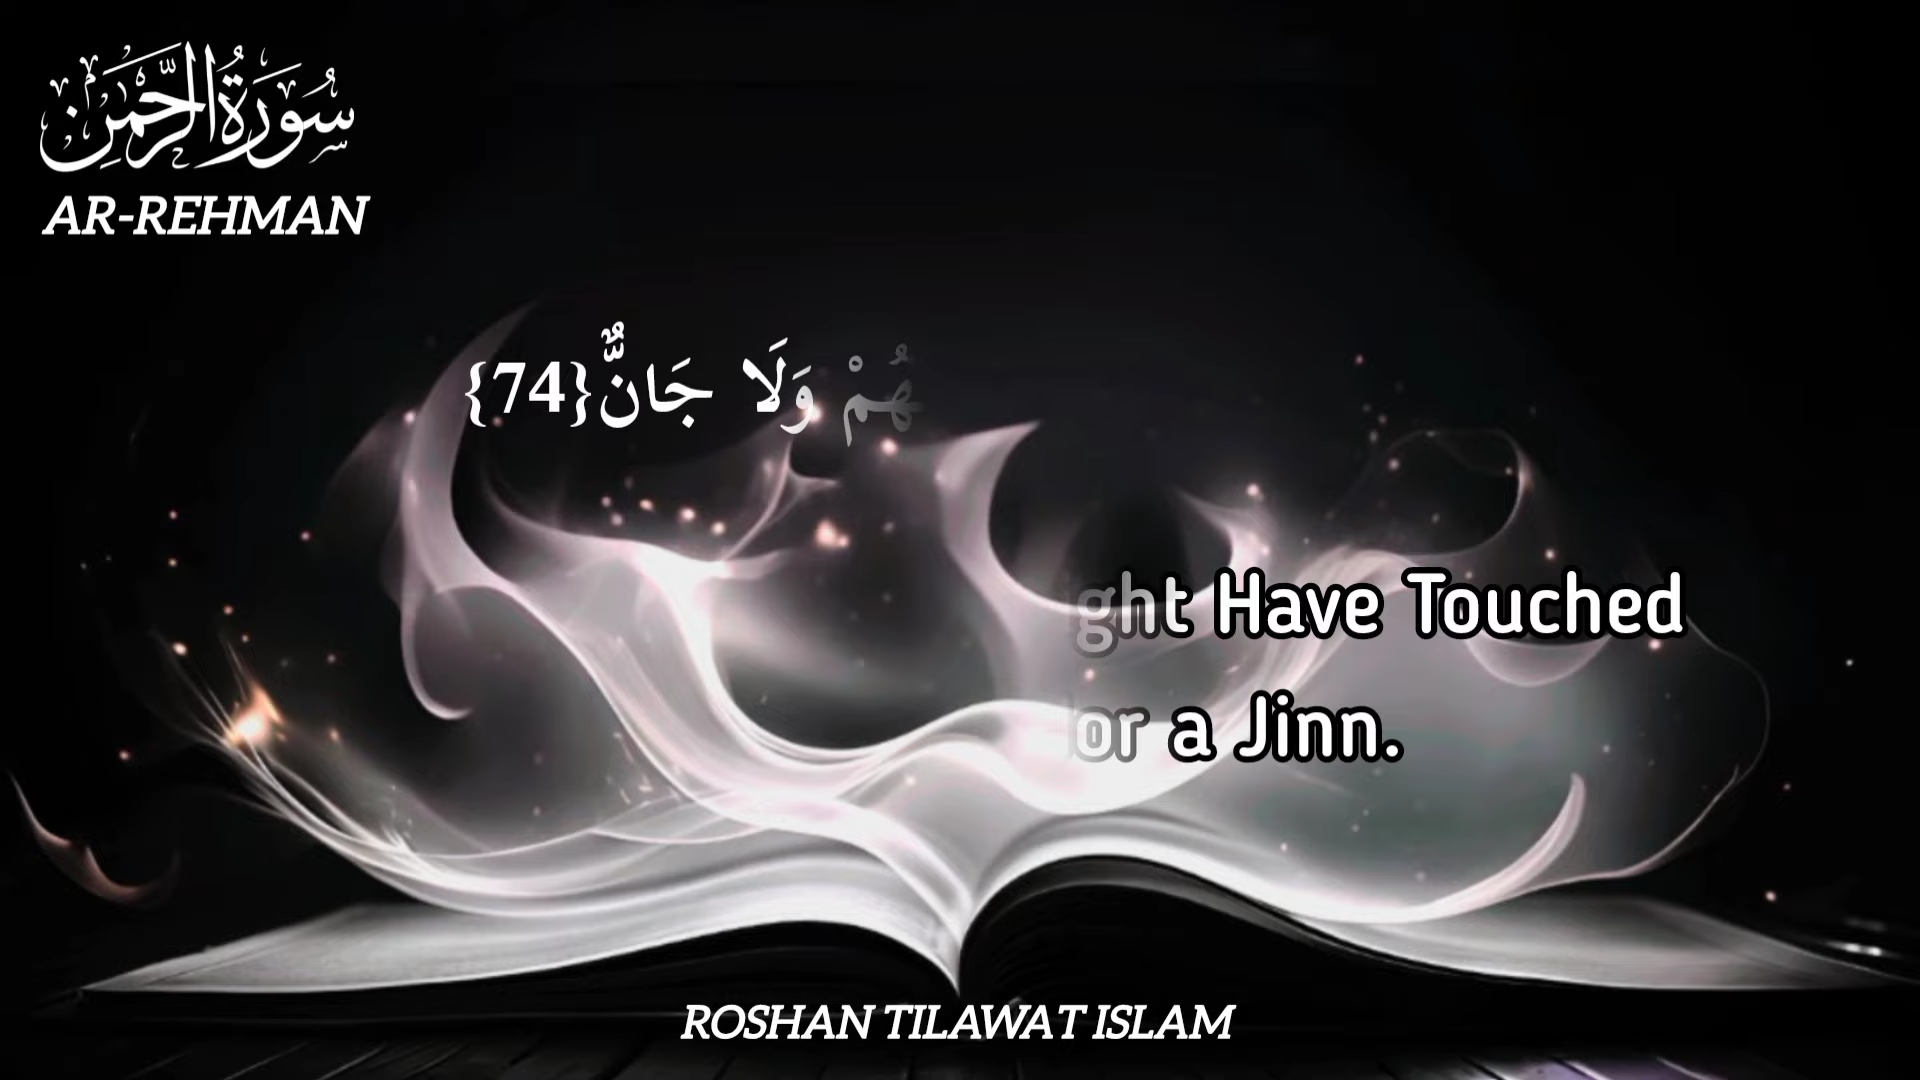 سُورَةُ الرَّحْمَٰن
AR-REHMAN
هُمْ وَلَا جَانٌّ{74}
ght Have Touched
or a Jinn.
ROSHAN TILAWAT ISLAM